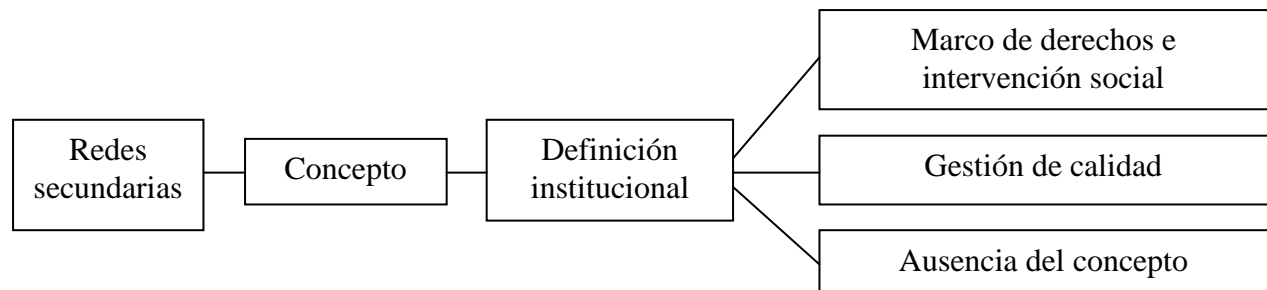 Redes
secundarias
Concepto
Definición
institucional
Marco de derechos e
intervención social
Gestión de calidad
Ausencia del concepto